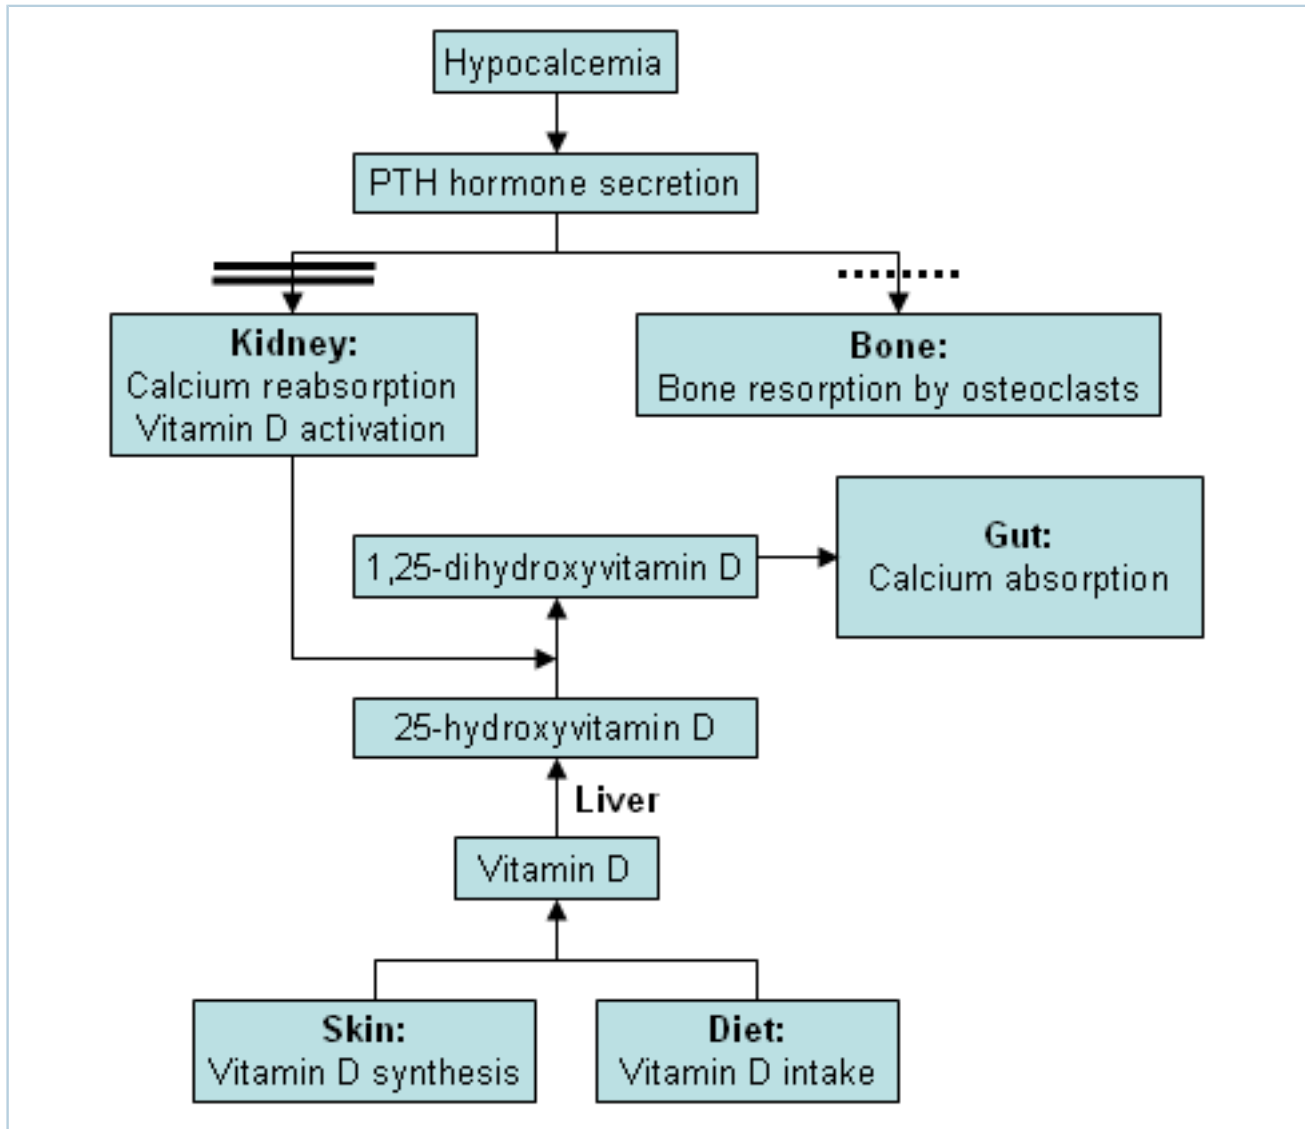 Hypocalcemia
PTH hormone secretion
Kidney:
Calcium reabsorption
Vitamin D activation
Bone:
Bone resorption by osteoclasts
Gut:
Calcium absorption
1,25-dihydroxyvitamin D
25-hydroxyvitamin D
Liver
Vitamin D
Skin:
Vitamin D synthesis
Diet:
Vitamin D intake